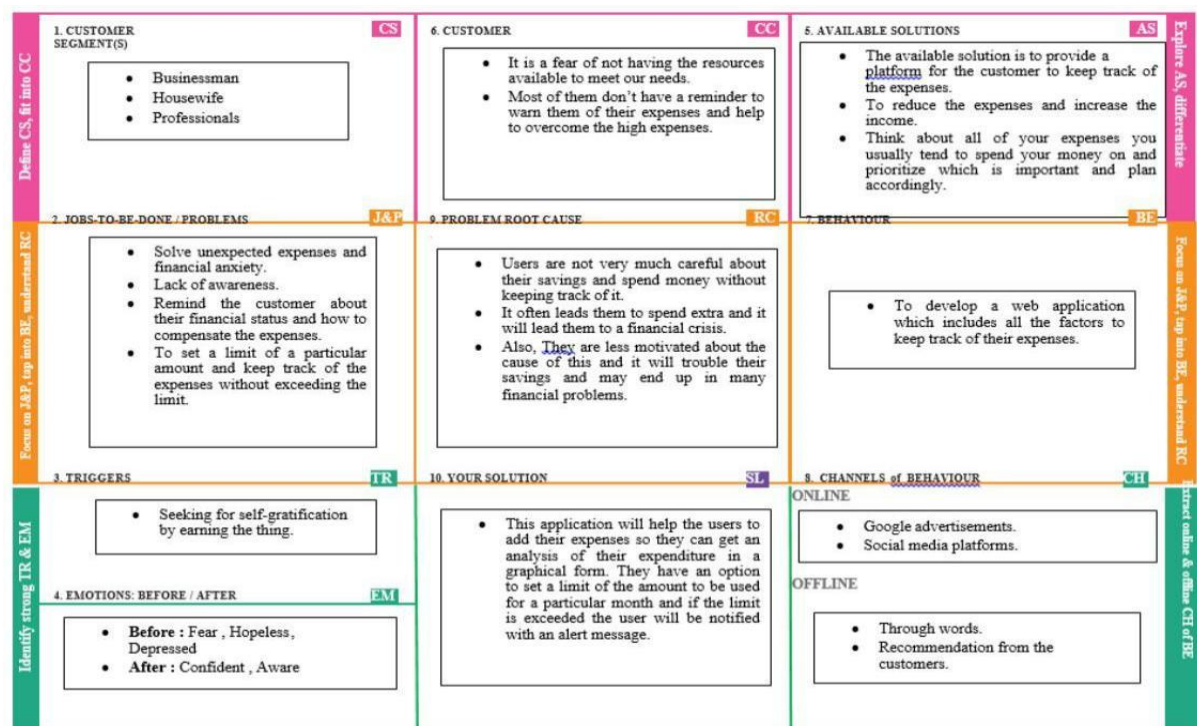 Define CS, fit into CC
1. CUSTOMER
SEGMENT(S)
CS
• Businessman
• Housewife
• Professionals
6. CUSTOMER
CC
• It is a fear of not having the resources
available to meet our needs.
• Most of them don't have a reminder to
warn them of their expenses and help
to overcome the high expenses.
5. AVAILABLE SOLUTIONS
AS
• The available solution is to provide a
platform for the customer to keep track of
the expenses.
• To reduce the expenses and increase the
income.
• Think about all of your expenses you
usually tend to spend your money on and
prioritize which is important and plan
accordingly.
Explore AS, differentiate
Focus on J&P, tap into BE, understand RC
2. JOBS-TO-BE-DONE / PROBLEMS
J&P
• Solve unexpected expenses and
financial anxiety.
• Lack of awareness.
• Remind the customer about
their financial status and how to
compensate the expenses.
• To set a limit of a particular
amount and keep track of the
expenses without exceeding the
limit.
9. PROBLEM ROOT CAUSE
RC
• Users are not very much careful about
their savings and spend money without
keeping track of it.
• It often leads them to spend extra and it
will lead them to a financial crisis.
• Also, They are less motivated about the
cause of this and it will trouble their
savings and may end up in many
financial problems.
7. BEHAVIOUR
BE
• To develop a web application
which includes all the factors to
keep track of their expenses.
Focus on J&P, tap into BE, understand RC
Identify strong TR & EM
3. TRIGGERS
TR
• Seeking for self-gratification
by earning the thing.
4. EMOTIONS: BEFORE / AFTER
EM
• Before : Fear , Hopeless,
Depressed
• After : Confident , Aware
10. YOUR SOLUTION
SL
• This application will help the users to
add their expenses so they can get an
analysis of their expenditure in a
graphical form. They have an option
to set a limit of the amount to be used
for a particular month and if the limit
is exceeded the user will be notified
with an alert message.
8. CHANNELS of BEHAVIOUR
CH
ONLINE
• Google advertisements.
• Social media platforms.
OFFLINE
• Through words.
• Recommendation from the
customers.
Extract online & offline CH of BE